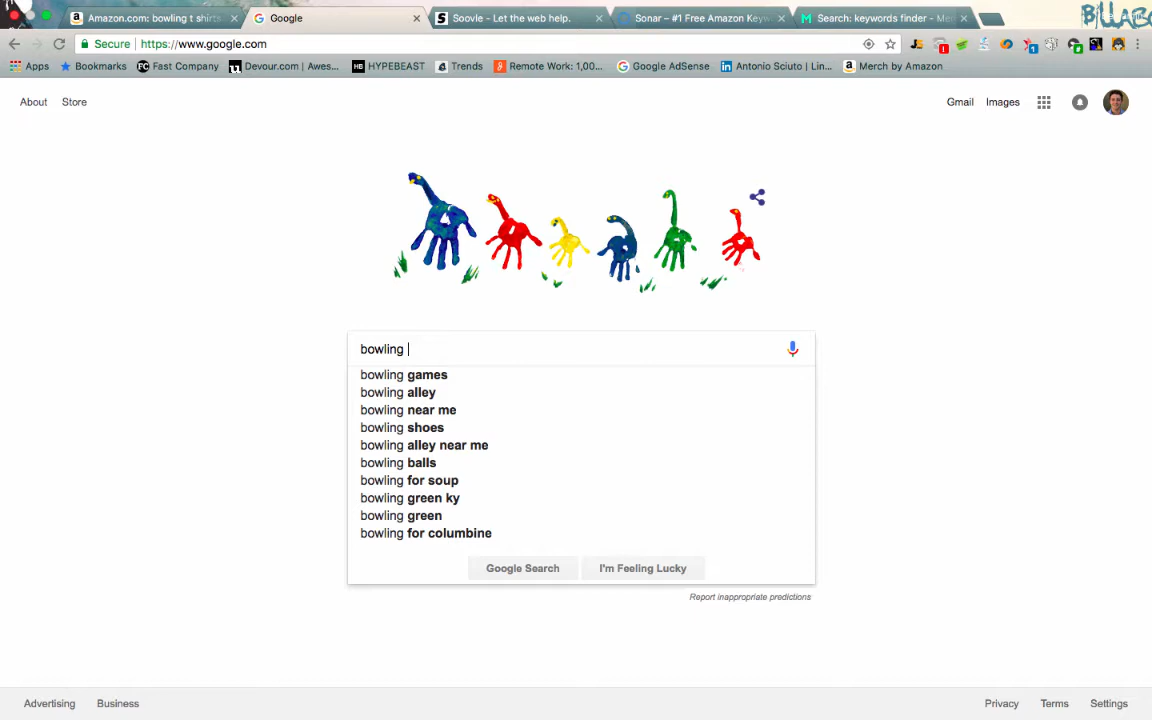 BILLABO
Amazon.com: bowling t shirts
Google
Soovle - Let the web help.
Sonar – #1 Free Amazon Keyw
Search: keywords finder - Me
Secure https://www.google.com
Apps Bookmarks Fast Company Devour.com | Awes... HYPEBEAST Trends Remote Work: 1,00... Google AdSense Antonio Sciuto | Lin... Merch by Amazon
About Store Gmail Images
bowling
bowling games
bowling alley
bowling near me
bowling shoes
bowling alley near me
bowling balls
bowling for soup
bowling green ky
bowling green
bowling for columbine
Google Search I'm Feeling Lucky
Report inappropriate predictions
Advertising Business Privacy Terms Settings